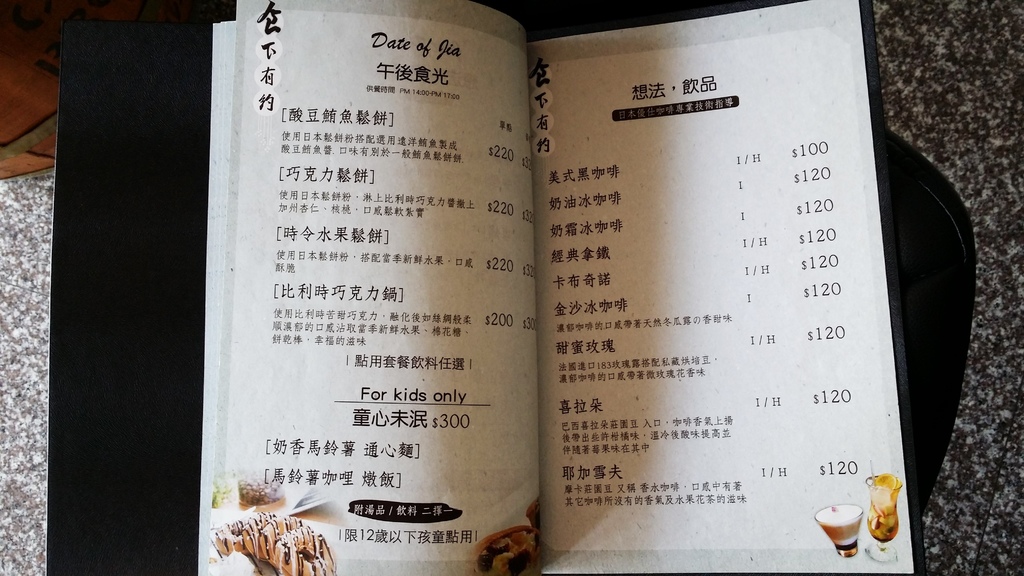 食下有約
Date of Jia
午後食光
供餐時間 PM 14:00-PM 17:00
單點
[酸豆鮪魚鬆餅]
使用日本鬆餅粉搭配選用遠洋鮪魚製成
酸豆鮪魚醬.口味有別於一般鮪魚鬆餅餅.
$220
[巧克力鬆餅]
使用日本鬆餅粉，淋上比利時巧克力醬撒上
加州杏仁、核桃，口感鬆軟紮實
$220
[時令水果鬆餅]
使用日本鬆餅粉，搭配當季新鮮水果，口感
酥脆
$220
[比利時巧克力鍋]
使用比利時苦甜巧克力，融化後如絲綢般柔
順濃郁的口感沾取當季新鮮水果、棉花糖、
餅乾棒，幸福的滋味
$200 $300
|點用套餐飲料任選|
For kids only
童心未泯 $300
[奶香馬鈴薯 通心麵]
[馬鈴薯咖哩 燉飯]
附湯品/飲料 二擇一
|限12歲以下孩童點用|
食下有約
想法，飲品
日本復仕咖啡專業技術指導
美式黑咖啡 I/H $100
奶油冰咖啡 I $120
奶霜冰咖啡 I $120
經典拿鐵 I/H $120
卡布奇諾 I/H $120
金沙冰咖啡 I $120
濃郁咖啡的口感帶著天然冬瓜露の香甜味
甜蜜玫瑰 I/H $120
法國進口1183玫瑰露搭配私藏烘培豆，
濃郁咖啡的口感帶著微玫瑰花香味
喜拉朵 I/H $120
巴西喜拉朵莊園豆 入口，咖啡香氣上揚
後帶出些許柑橘味，溫冷後酸味提高並
伴隨著莓果味在其中
耶加雪夫 I/H $120
摩卡莊園豆 又稱 香水咖啡，口感中有著
其它咖啡所沒有的香氣及水果花茶的滋味